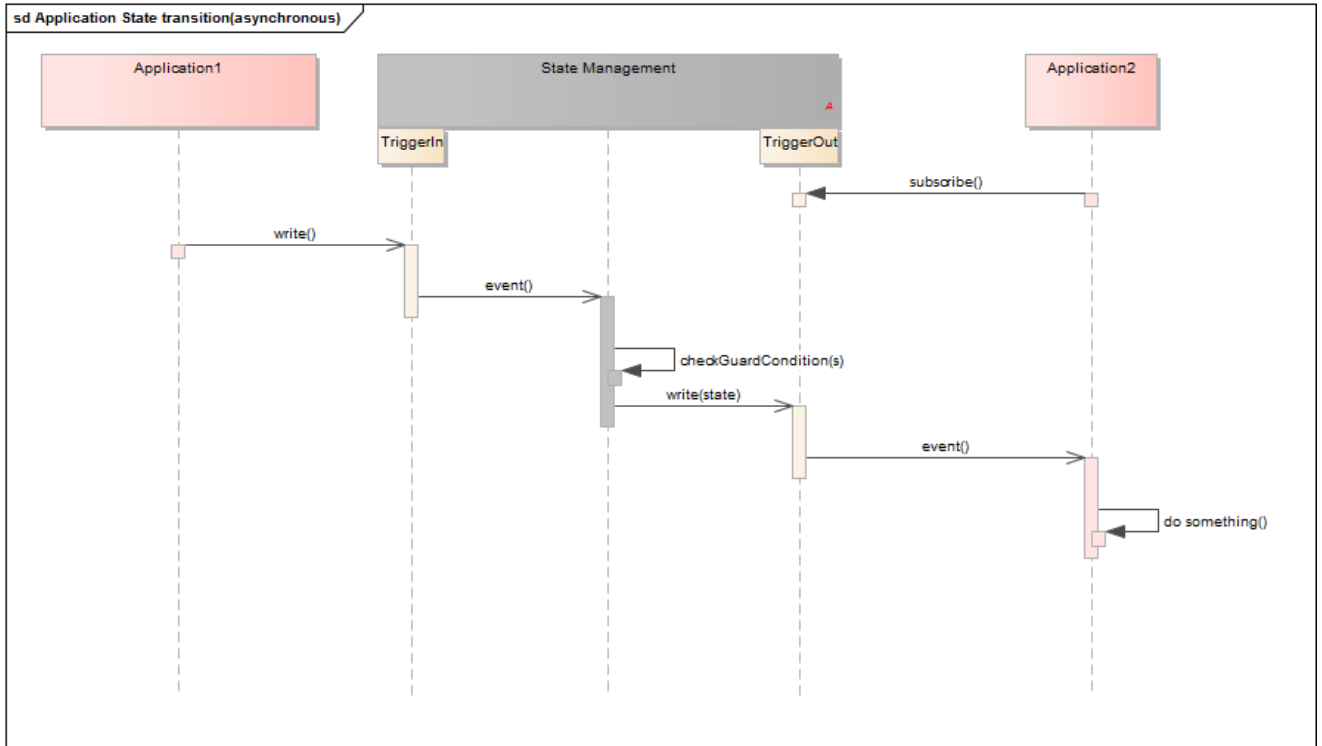 sd Application State transition(asynchronous)
Application1
State Management
Application2
A
TriggerIn
TriggerOut
subscribe()
write()
event()
checkGuardCondition(s)
write(state)
event()
do something()